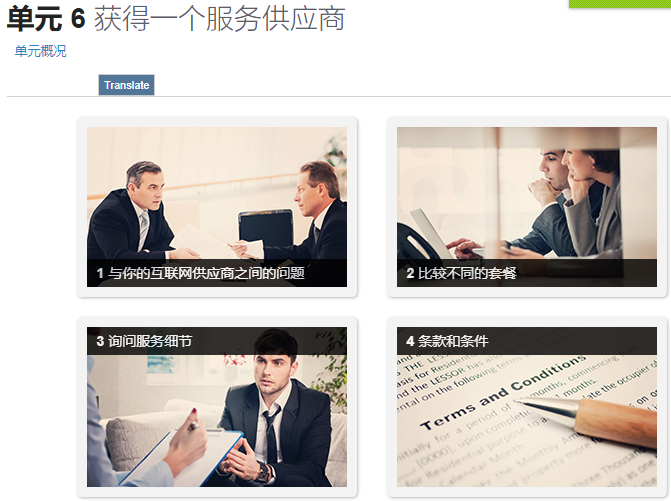 单元 6 获得一个服务供应商
单元概况
Translate
1 与你的互联网供应商之间的问题
2 比较不同的套餐
3 询问服务细节
4 条款和条件
Terms and Conditions